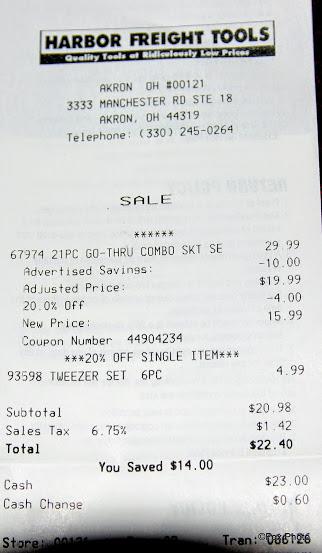 HARBOR FREIGHT TOOLS
Quality Tools at Ridiculously Low Prices
AKRON OH #00121
3333 MANCHESTER RD STE 18
AKRON, OH 44319
Telephone: (330) 245-0264
SALE
******
67974 21PC GO-THRU COMBO SKT SE 29.99
Advertised Savings: -10.00
Adjusted Price: $19.99
20.0% Off -4.00
New Price: 15.99
Coupon Number 44904234
***20% OFF SINGLE ITEM***
93598 TWEEZER SET 6PC 4.99
Subtotal $20.98
Sales Tax 6.75% $1.42
Total $22.40
You Saved $14.00
Cash $23.00
Cash Change $0.60
Store: 00121 Tran: 086126